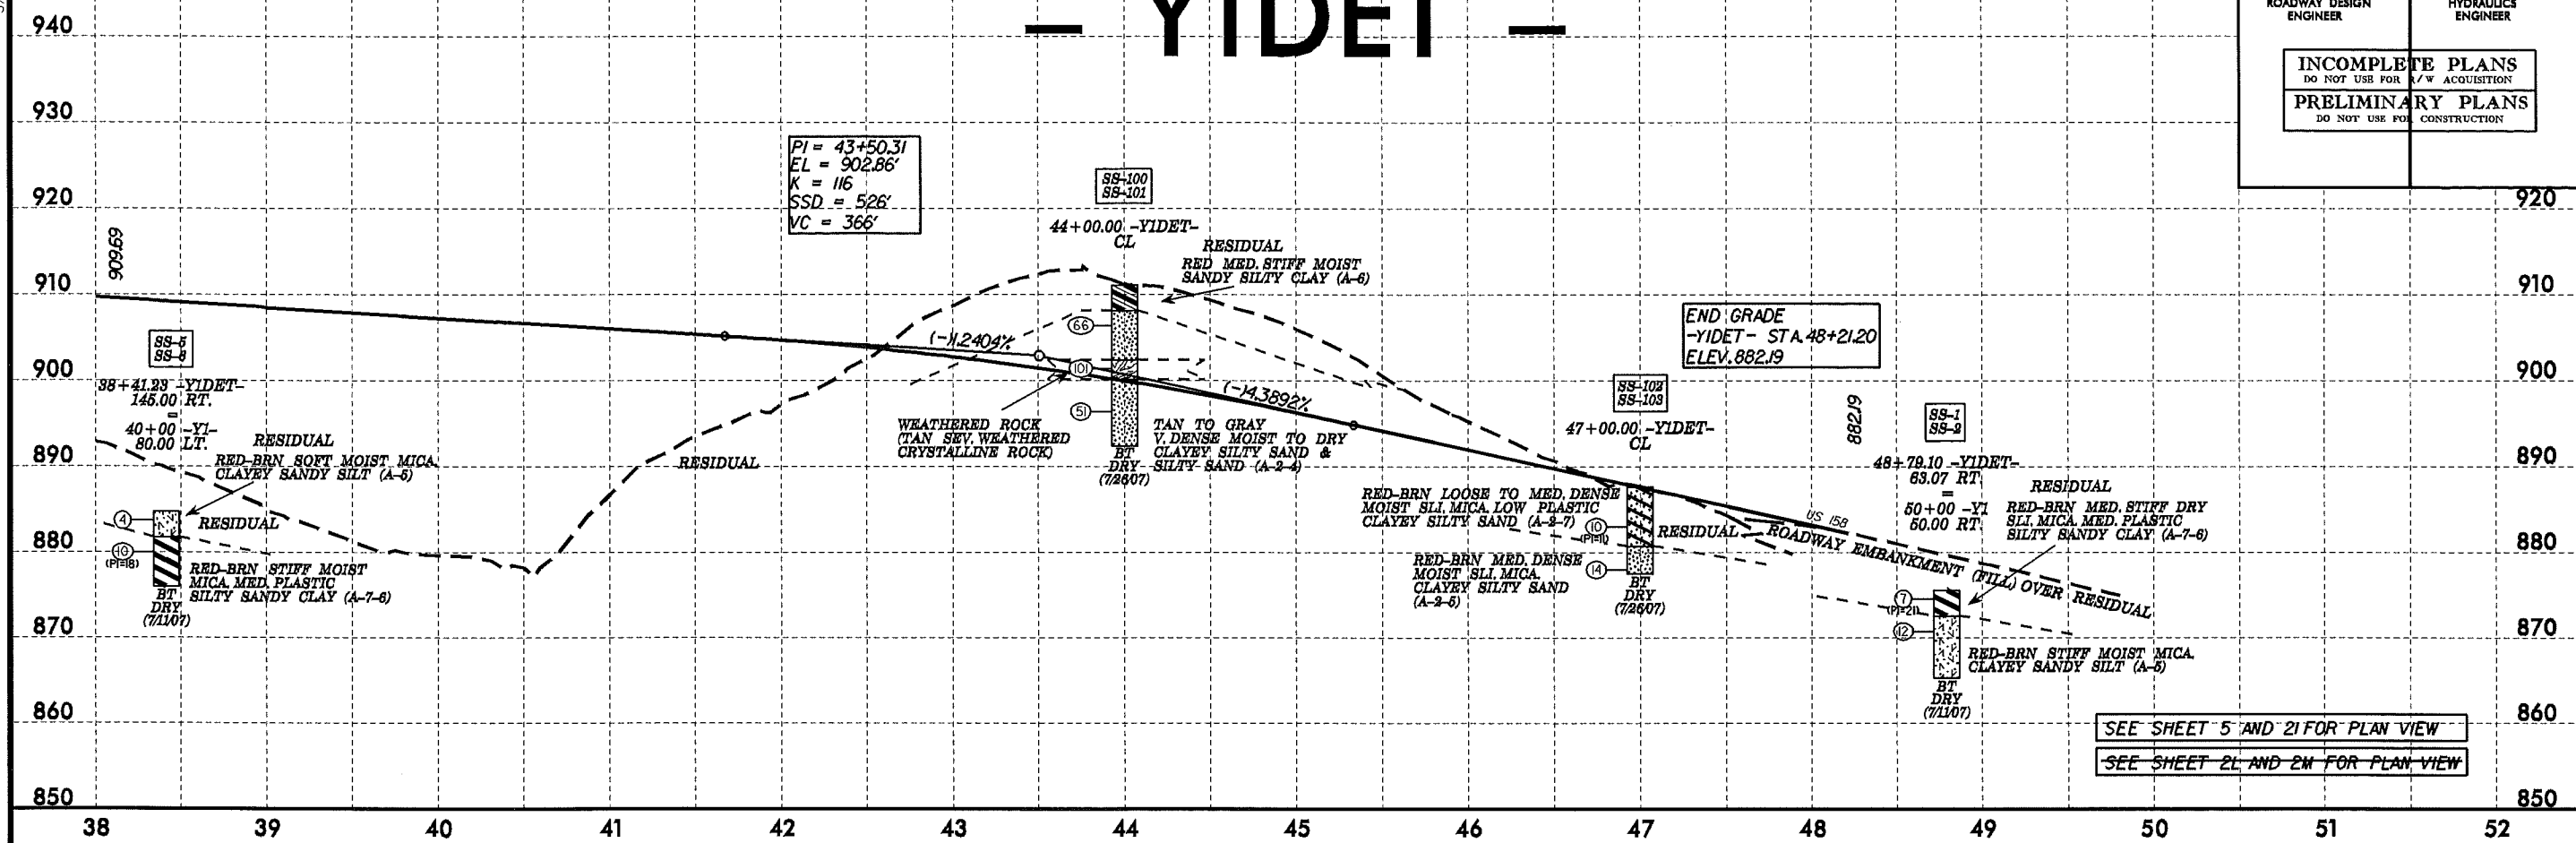 - Y1DET -
ROADWAY DESIGN
ENGINEER
HYDRAULICS
ENGINEER
INCOMPLETE PLANS
DO NOT USE FOR R/W ACQUISITION
PRELIMINARY PLANS
DO NOT USE FOR CONSTRUCTION
940
930
920
910
900
890
880
870
860
850
920
910
900
890
880
870
860
850
909.69
PI = 43+50.31
EL = 902.86'
K = 116
SSD = 526'
VC = 366'
SS-100
SS-101
44+00.00 -Y1DET-
CL
RESIDUAL
RED MED. STIFF MOIST
SANDY SILTY CLAY (A-6)
66
101
51
(-)1.2404%
(-)4.3892%
WEATHERED ROCK
(TAN SEV. WEATHERED
CRYSTALLINE ROCK)
TAN TO GRAY
V. DENSE MOIST TO DRY
CLAYEY SILTY SAND &
SILTY SAND (A-2-4)
BT
DRY
(7/26/07)
SS-5
SS-6
38+41.23 -Y1DET-
145.00 RT.
=
40+00 -Y1-
80.00 LT.
RESIDUAL
RED-BRN SOFT MOIST MICA.
CLAYEY SANDY SILT (A-5)
4
RESIDUAL
10
(PI=18)
RED-BRN STIFF MOIST
MICA. MED. PLASTIC
SILTY SANDY CLAY (A-7-6)
BT
DRY
(7/11/07)
RESIDUAL
END GRADE
-Y1DET- STA. 48+21.20
ELEV. 882.19
SS-102
SS-103
47+00.00 -Y1DET-
CL
RED-BRN LOOSE TO MED. DENSE
MOIST SLI. MICA. LOW PLASTIC
CLAYEY SILTY SAND (A-2-7)
10
(PI=11)
RESIDUAL
RED-BRN MED. DENSE
MOIST SLI. MICA.
CLAYEY SILTY SAND
(A-2-5)
14
BT
DRY
(7/26/07)
882.19
US 158
ROADWAY EMBANKMENT (FILL) OVER RESIDUAL
SS-1
SS-2
48+79.10 -Y1DET-
63.07 RT.
=
50+00 -Y1
50.00 RT.
RESIDUAL
RED-BRN MED. STIFF DRY
SLI. MICA. MED. PLASTIC
SILTY SANDY CLAY (A-7-6)
7
(PI=21)
12
RED-BRN STIFF MOIST MICA.
CLAYEY SANDY SILT (A-5)
BT
DRY
(7/11/07)
SEE SHEET 5 AND 21 FOR PLAN VIEW
SEE SHEET 2L AND 2M FOR PLAN VIEW
38 39 40 41 42 43 44 45 46 47 48 49 50 51 52